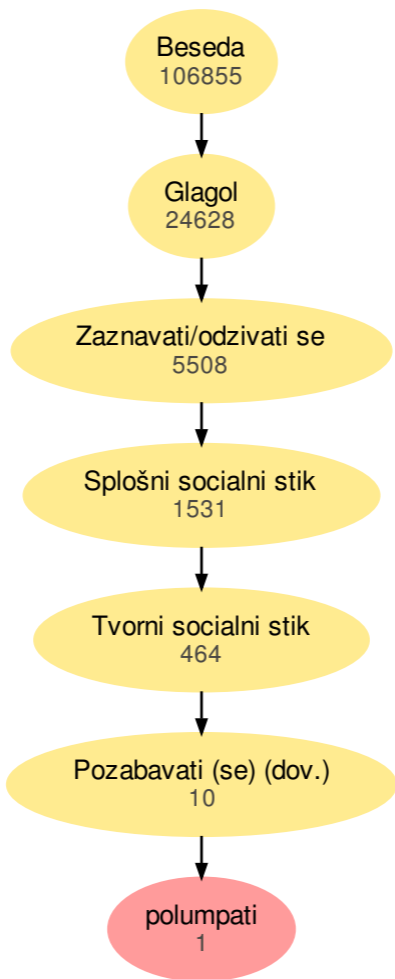 Beseda
106855
Glagol
24628
Zaznavati/odzivati se
5508
Splošni socialni stik
1531
Tvorni socialni stik
464
Pozabavati (se) (dov.)
10
polumpati
1